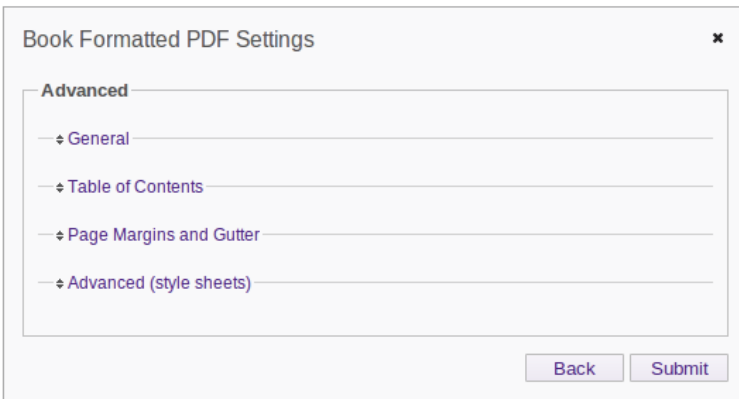 Book Formatted PDF Settings
Advanced
General
Table of Contents
Page Margins and Gutter
Advanced (style sheets)
Back Submit